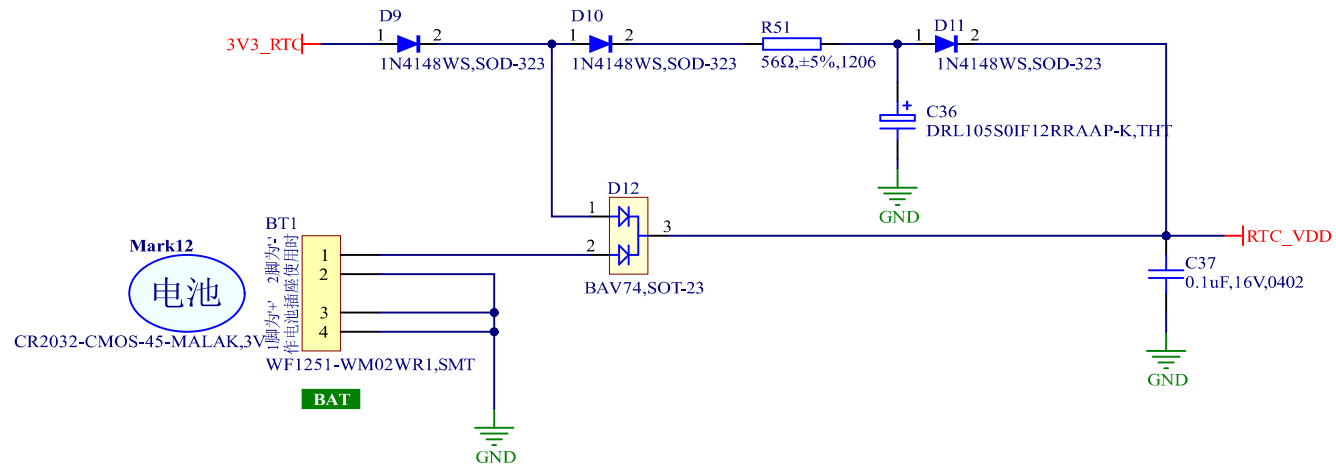 D9
D10
R51
D11
3V3_RTC
1
2
1
2
1
2
1N4148WS,SOD-323
1N4148WS,SOD-323
56Ω,±5%,1206
1N4148WS,SOD-323
+
C36
DRL105S0IF12RRAAP-K,THT
GND
D12
1
2
3
BAV74,SOT-23
RTC_VDD
C37
0.1uF,16V,0402
GND
Mark12
电池
CR2032-CMOS-45-MALAK,3V
BT1
作电池插座使用时
1脚为'+' 2脚为'-'
1
2
3
4
WF1251-WM02WR1,SMT
BAT
GND